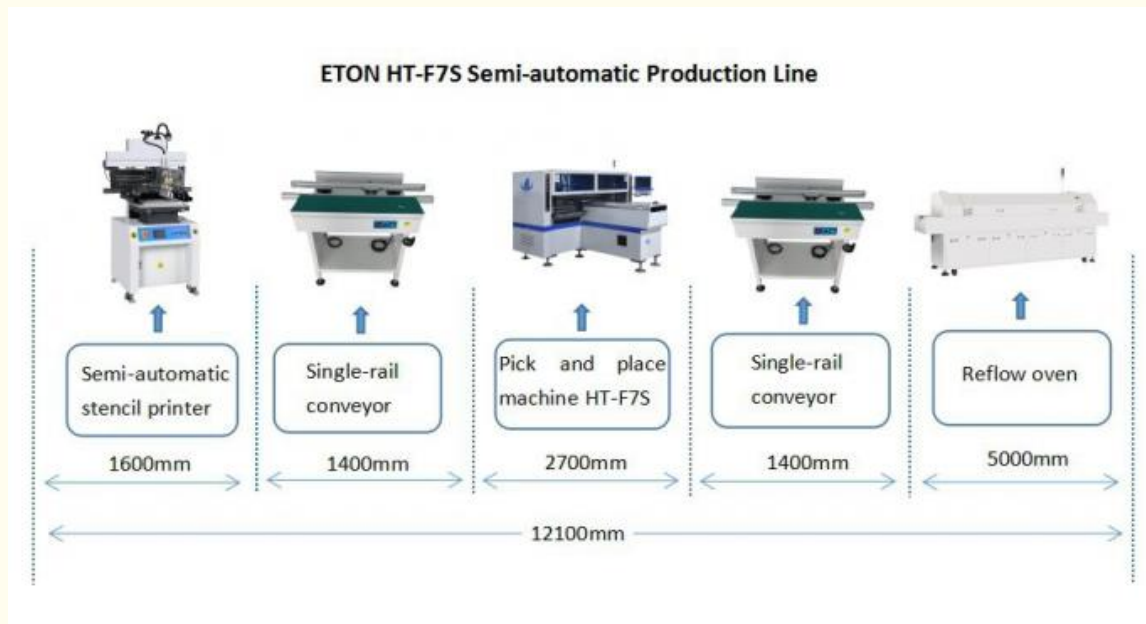 ETON HT-F7S Semi-automatic Production Line
Semi-automatic
stencil printer
Single-rail
conveyor
Pick and place
machine HT-F7S
Single-rail
conveyor
Reflow oven
1600mm
1400mm
2700mm
1400mm
5000mm
12100mm